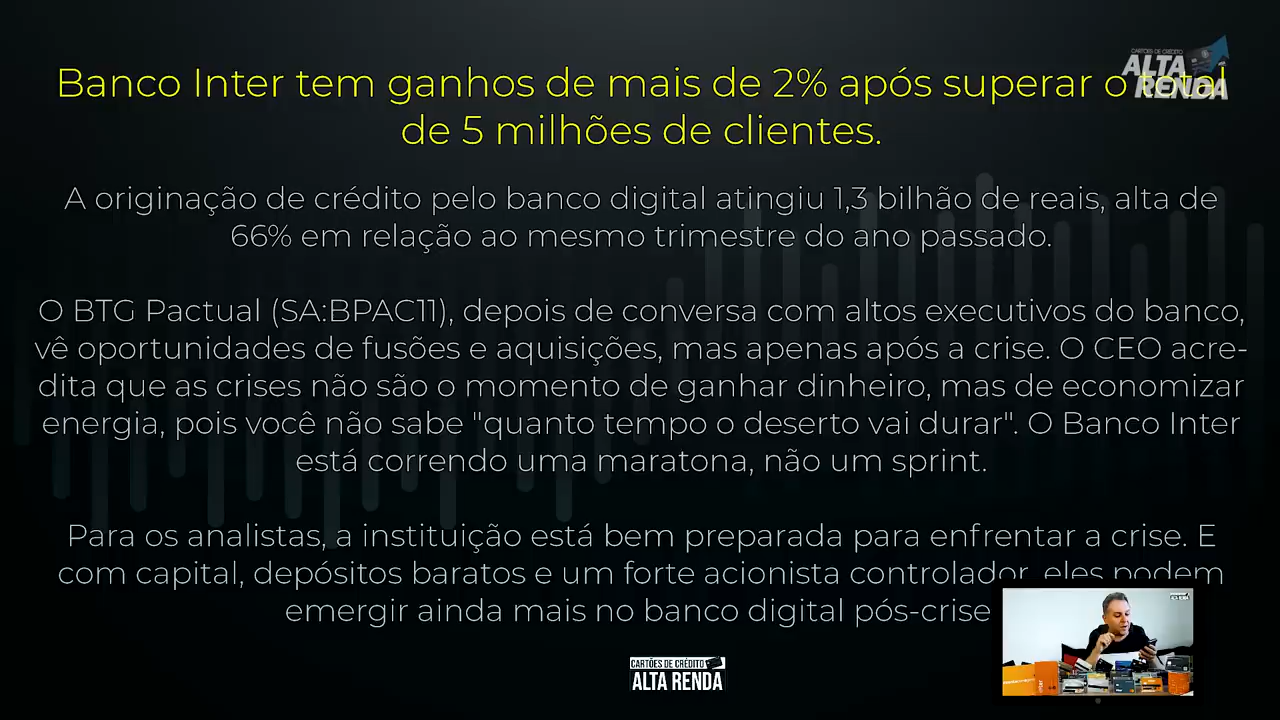 Banco Inter tem ganhos de mais de 2% após superar o total
de 5 milhões de clientes.
CARTÕES DE CRÉDITO
ALTA
RENDA
A originação de crédito pelo banco digital atingiu 1,3 bilhão de reais, alta de
66% em relação ao mesmo trimestre do ano passado.
O BTG Pactual (SA:BPAC11), depois de conversa com altos executivos do banco,
vê oportunidades de fusões e aquisições, mas apenas após a crise. O CEO acre-
dita que as crises não são o momento de ganhar dinheiro, mas de economizar
energia, pois você não sabe "quanto tempo o deserto vai durar". O Banco Inter
está correndo uma maratona, não um sprint.
Para os analistas, a instituição está bem preparada para enfrentar a crise. E
com capital, depósitos baratos e um forte acionista controlador, eles podem
emergir ainda mais no banco digital pós-crise
CARTÕES DE CRÉDITO
ALTA RENDA